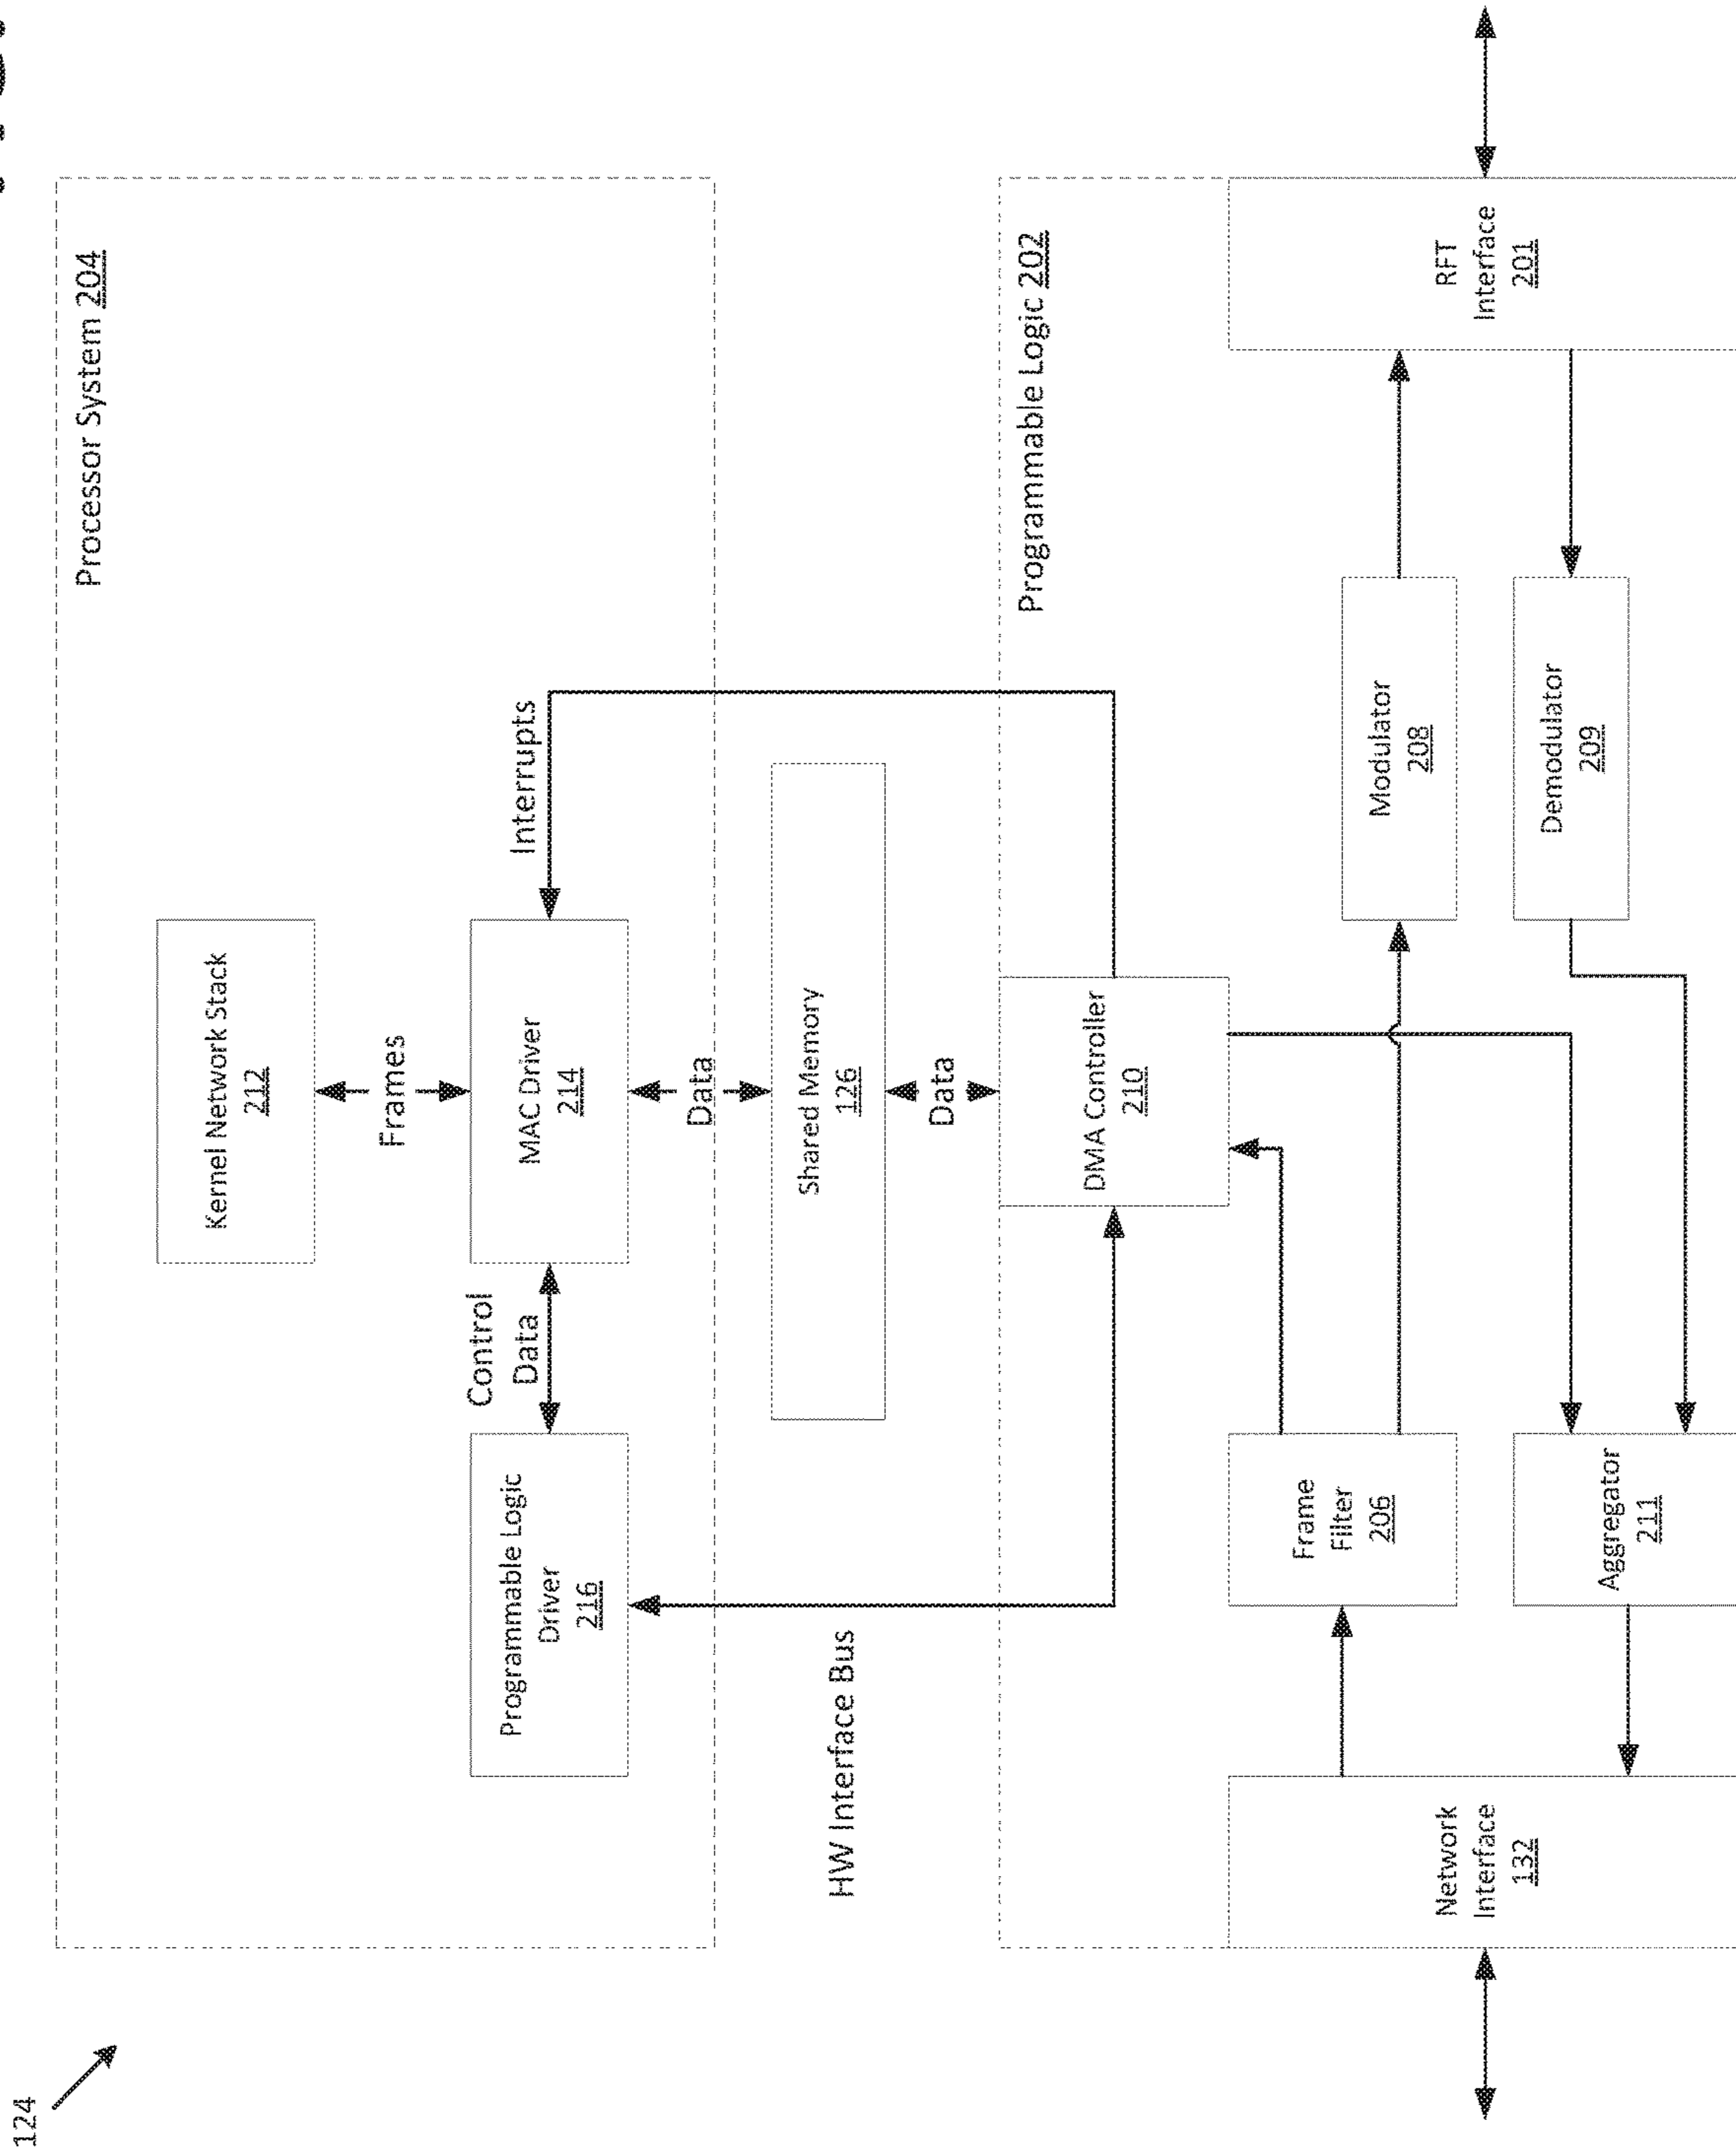 124
Processor System 204
Kernel Network Stack
212
Frames
Programmable Logic
Driver
216
Control
Data
MAC Driver
214
Interrupts
Data
Shared Memory
126
HW Interface Bus
Data
Programmable Logic 202
DMA Controller
210
Network
Interface
132
Frame
Filter
206
Modulator
208
RFT
Interface
201
Aggregator
211
Demodulator
209